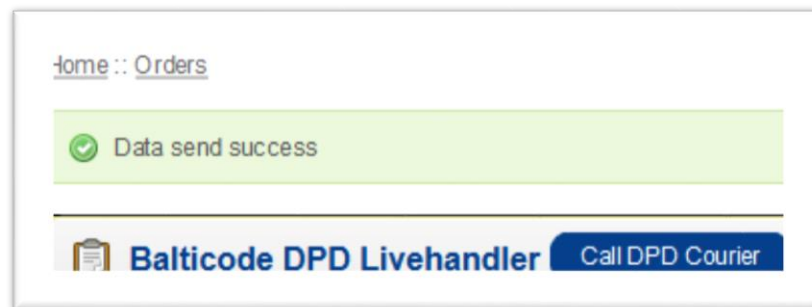 Home :: Orders
Data send success
Balticode DPD Livehandler Call DPD Courier